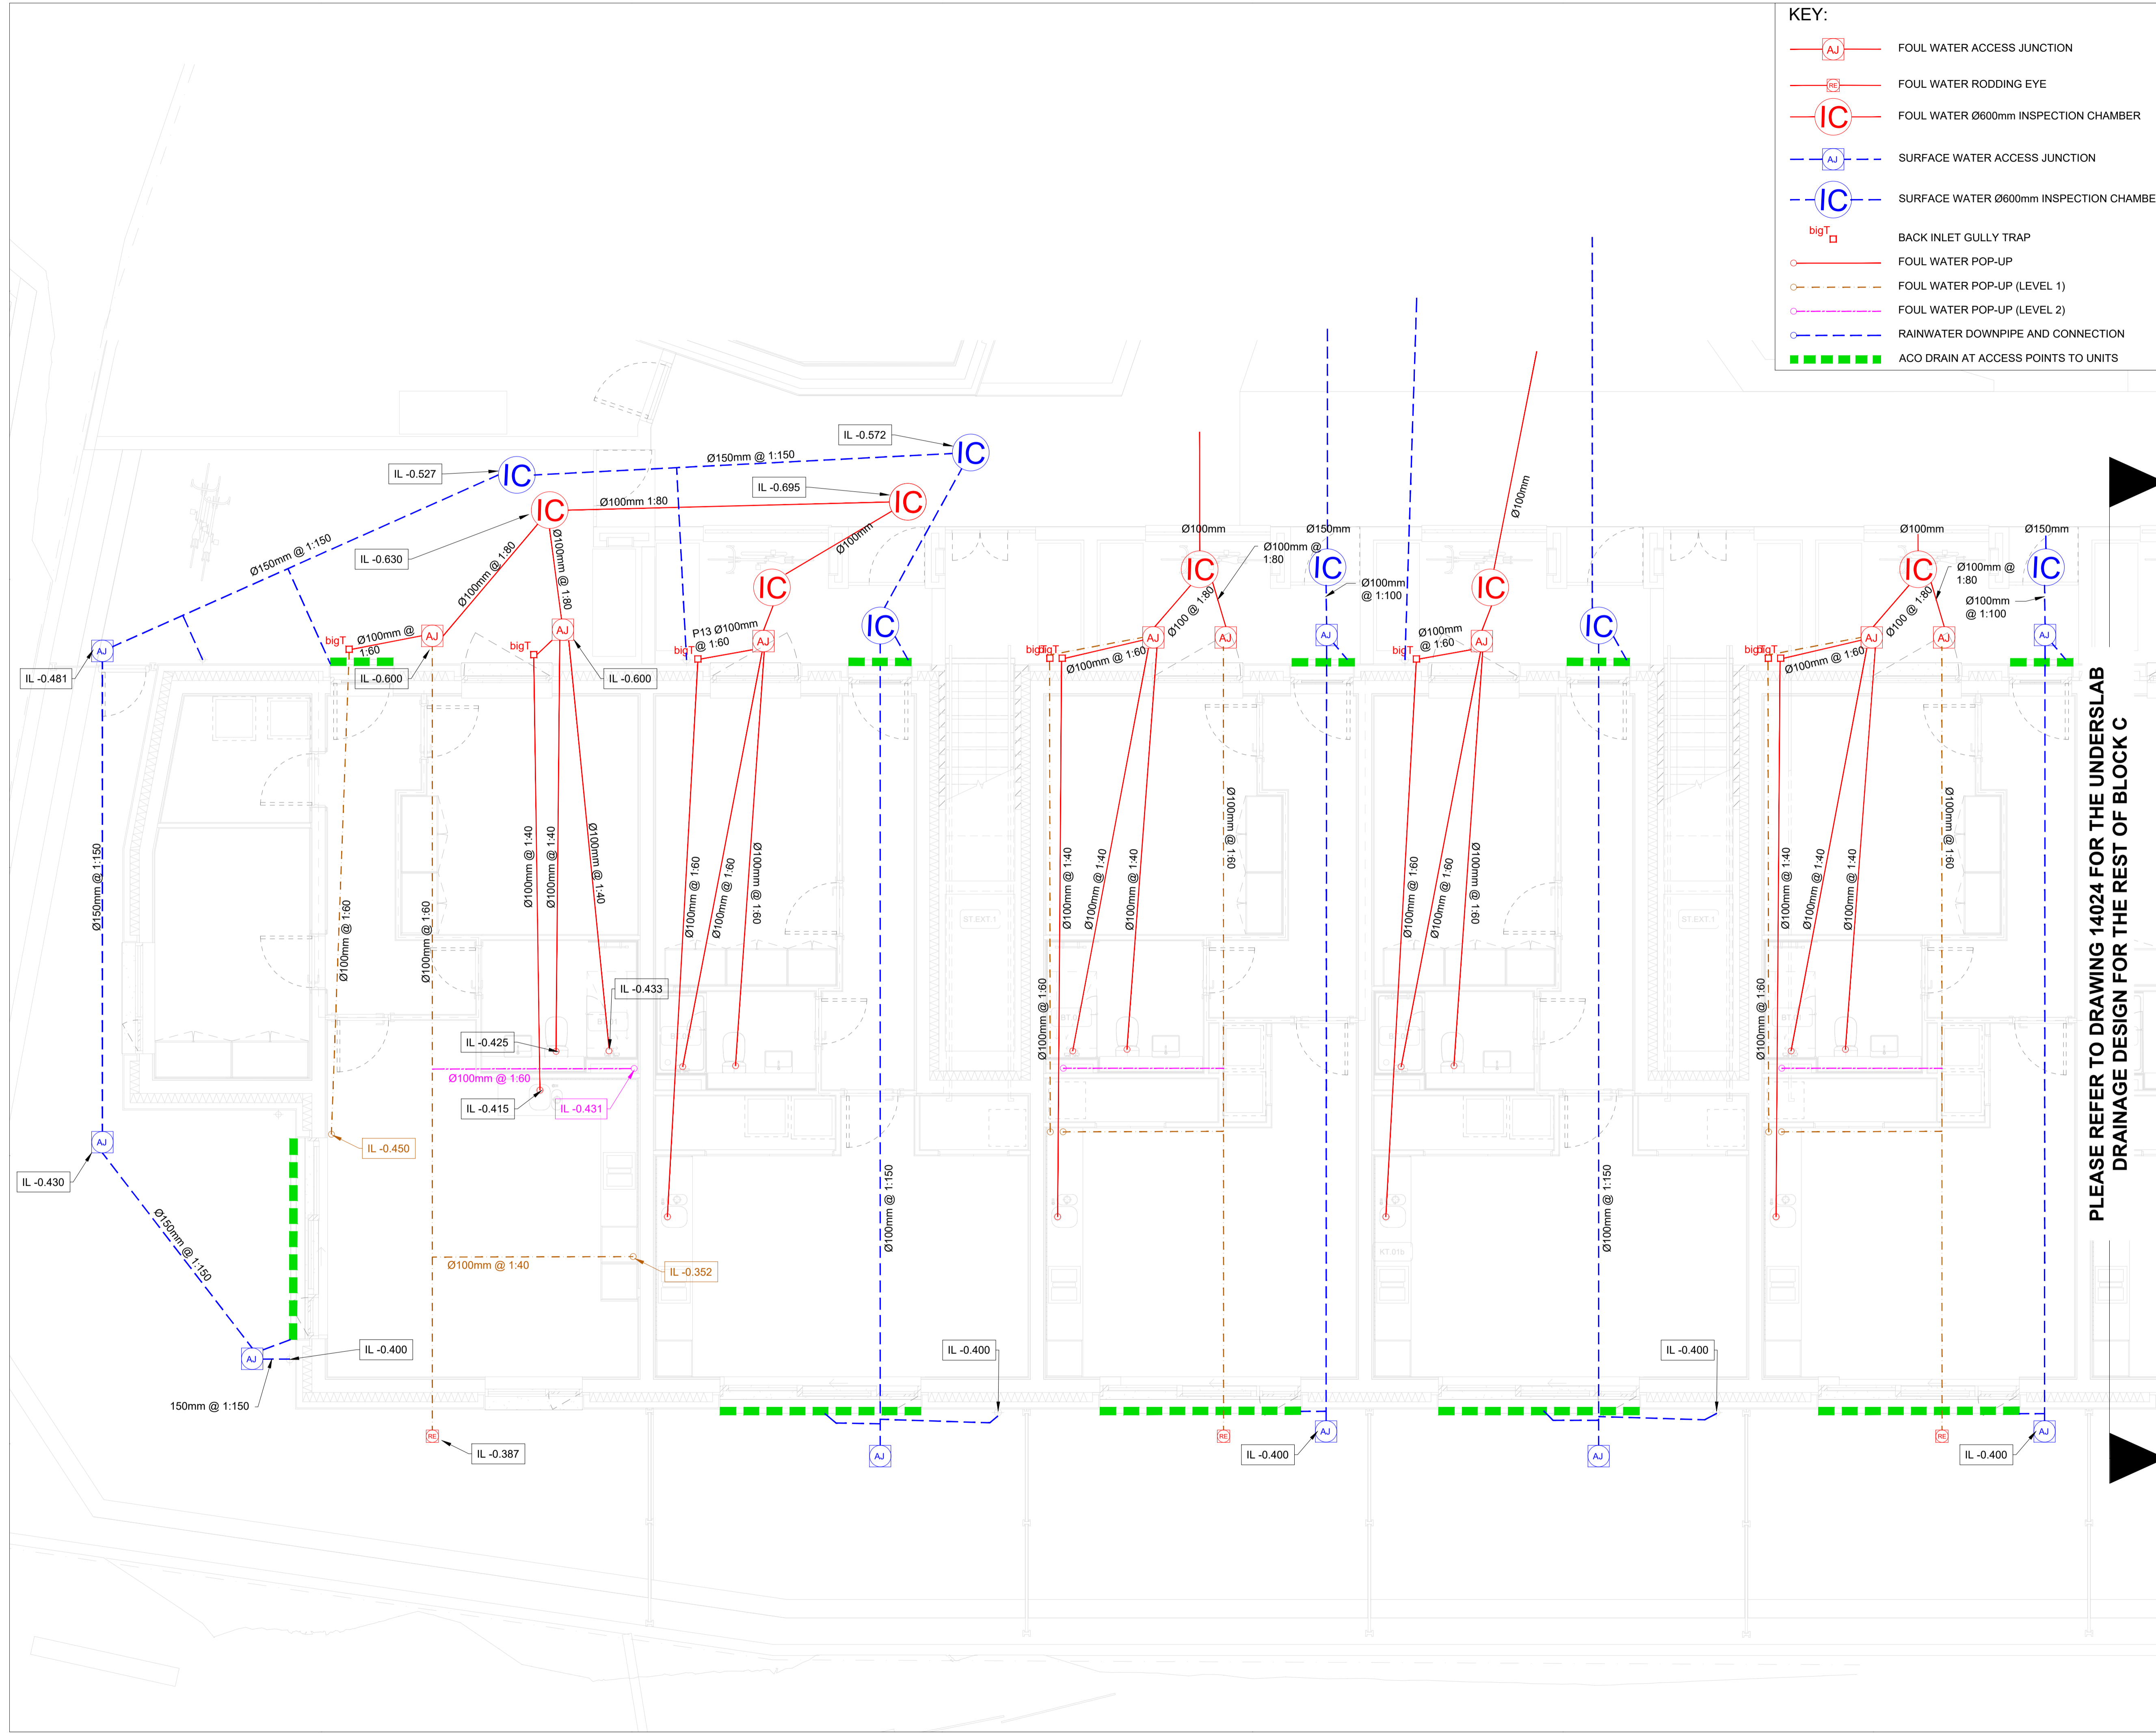 KEY:
AJ
FOUL WATER ACCESS JUNCTION
RE
FOUL WATER RODDING EYE
IC
FOUL WATER Ø600mm INSPECTION CHAMBER
AJ
SURFACE WATER ACCESS JUNCTION
IC
SURFACE WATER Ø600mm INSPECTION CHAMBE
bigT
BACK INLET GULLY TRAP
FOUL WATER POP-UP
FOUL WATER POP-UP (LEVEL 1)
FOUL WATER POP-UP (LEVEL 2)
RAINWATER DOWNPIPE AND CONNECTION
ACO DRAIN AT ACCESS POINTS TO UNITS
IL -0.572
IL -0.527
IC
Ø150mm @ 1:150
IC
IL -0.695
IC
Ø100mm 1:80
IC
IL -0.630
Ø150mm @ 1:150
Ø100mm @ 1:80
Ø100mm @ 1:80
Ø100mm
IC
IC
Ø100mm
IC
Ø100mm @
1:80
Ø150mm
IC
Ø100mm
@ 1:100
Ø100mm
IC
IC
Ø100mm
IC
Ø100mm @
1:80
Ø150mm
IC
Ø100mm
@ 1:100
AJ
IL -0.481
bigT
Ø100mm @
1:60
AJ
IL -0.600
bigT
AJ
IL -0.600
P13 Ø100mm
@ 1:60
bigT
AJ
bigT
bigT
Ø100mm @ 1:60
Ø100 @ 1:80
AJ
AJ
AJ
Ø100mm
@ 1:60
bigT
AJ
bigT
bigT
Ø100mm @ 1:60
Ø100 @ 1:80
AJ
AJ
AJ
Ø150mm @ 1:150
Ø100mm @ 1:60
Ø100mm @ 1:60
Ø100mm @ 1:40
Ø100mm @ 1:40
Ø100mm @ 1:40
Ø100mm @ 1:60
Ø100mm @ 1:60
Ø100mm @ 1:60
ST EXT.1
Ø100mm @ 1:40
Ø100mm @ 1:40
Ø100mm @ 1:40
Ø100mm @ 1:60
Ø100mm @ 1:60
Ø100mm @ 1:60
Ø100mm @ 1:60
ST EXT 1
Ø100mm @ 1:40
Ø100mm @ 1:40
Ø100mm @ 1:40
Ø100mm @ 1:60
PLEASE REFER TO DRAWING 14024 FOR THE UNDERSLAB
DRAINAGE DESIGN FOR THE REST OF BLOCK C
IL -0.433
IL -0.425
Ø100mm @ 1:60
IL -0.415
IL -0.431
Ø100mm @ 1:60
Ø100mm @ 1:60
AJ
IL -0.430
IL -0.450
Ø150mm @ 1:150
Ø100mm @ 1:40
IL -0.352
Ø100mm @ 1:150
KT 01b
Ø100mm @ 1:150
AJ
IL -0.400
150mm @ 1:150
RE
IL -0.387
IL -0.400
AJ
RE
IL -0.400
AJ
IL -0.400
AJ
RE
IL -0.400
AJ